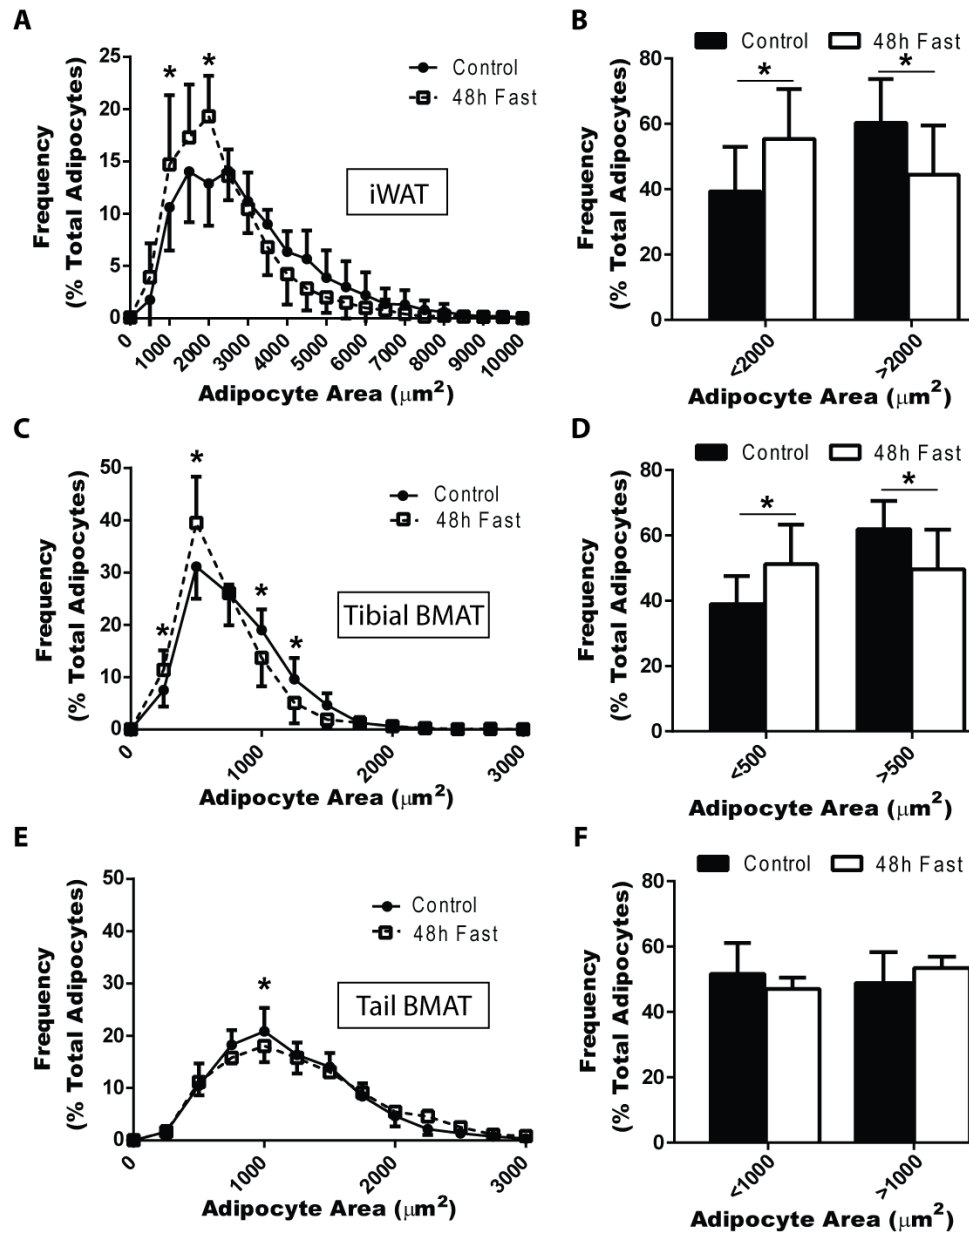 A
Frequency
(% Total Adipocytes)
25
20
15
10
5
0
* *
Control
48h Fast
iWAT
0 1000 2000 3000 4000 5000 6000 7000 8000 9000 10000
Adipocyte Area (μm²)
B
Control 48h Fast
Frequency
(% Total Adipocytes)
80
60
40
20
0
* *
<2000 >2000
Adipocyte Area (μm²)
C
Frequency
(% Total Adipocytes)
50
40
30
20
10
0
* * * *
Control
48h Fast
Tibial BMAT
0 1000 2000 3000
Adipocyte Area (μm²)
D
Control 48h Fast
Frequency
(% Total Adipocytes)
80
60
40
20
0
* *
<500 >500
Adipocyte Area (μm²)
E
Frequency
(% Total Adipocytes)
50
40
30
20
10
0
*
Control
48h Fast
Tail BMAT
0 1000 2000 3000
Adipocyte Area (μm²)
F
Control 48h Fast
Frequency
(% Total Adipocytes)
80
60
40
20
0
<1000 >1000
Adipocyte Area (μm²)